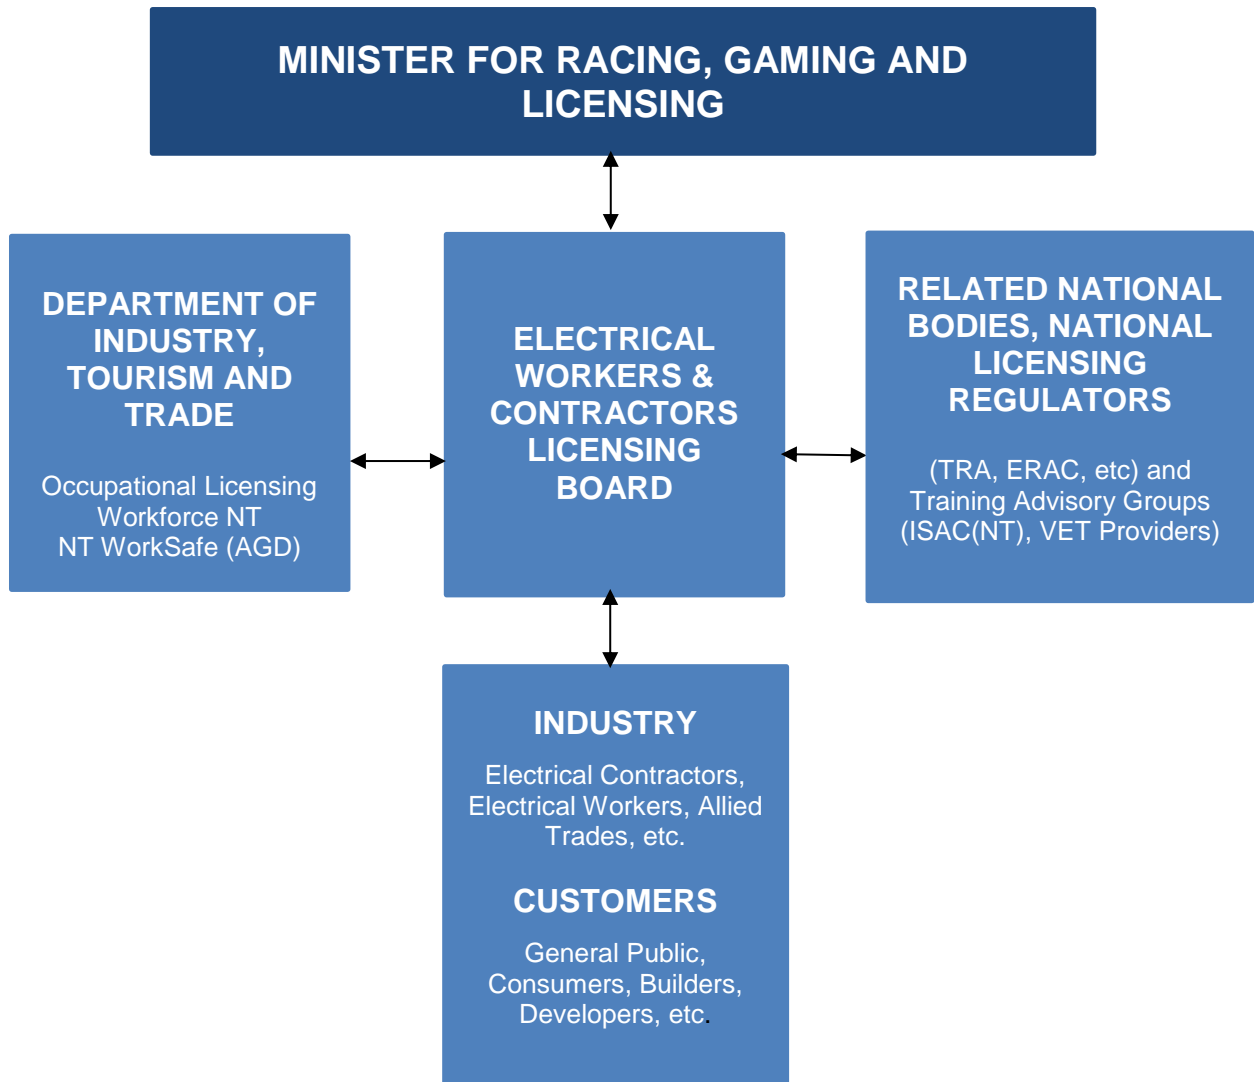 MINISTER FOR RACING, GAMING AND
LICENSING
DEPARTMENT OF
INDUSTRY,
TOURISM AND
TRADE
Occupational Licensing
Workforce NT
NT WorkSafe (AGD)
ELECTRICAL
WORKERS &
CONTRACTORS
LICENSING
BOARD
RELATED NATIONAL
BODIES, NATIONAL
LICENSING
REGULATORS
(TRA, ERAC, etc) and
Training Advisory Groups
(ISAC(NT), VET Providers)
INDUSTRY
Electrical Contractors,
Electrical Workers, Allied
Trades, etc.
CUSTOMERS
General Public,
Consumers, Builders,
Developers, etc.